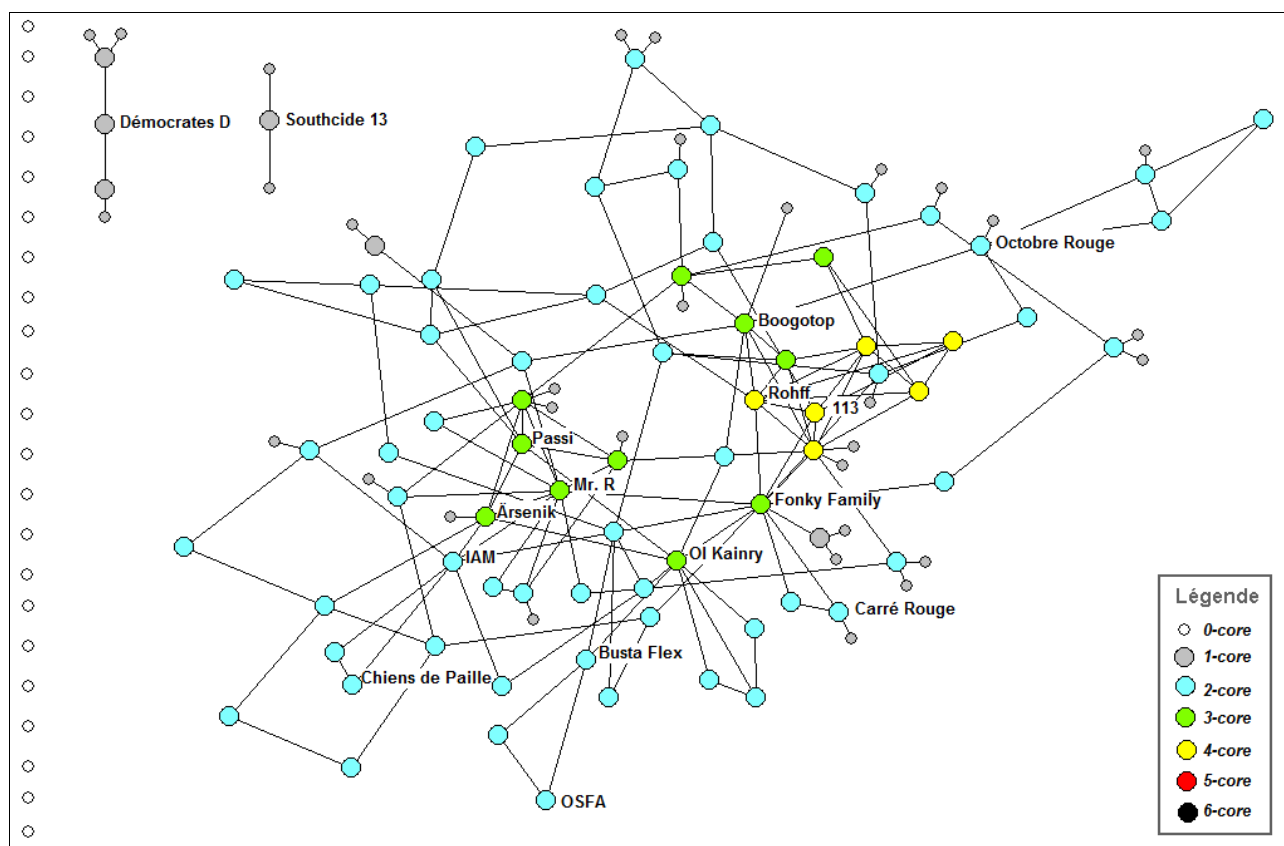 Démocrates D
Southcide 13
Octobre Rouge
Boogotop
Rohff
113
Passi
Mr. R
Ärsenik
Fonky Family
IAM
Ol Kainry
Carré Rouge
Busta Flex
Chiens de Paille
OSFA
Légende
0-core
1-core
2-core
3-core
4-core
5-core
6-core